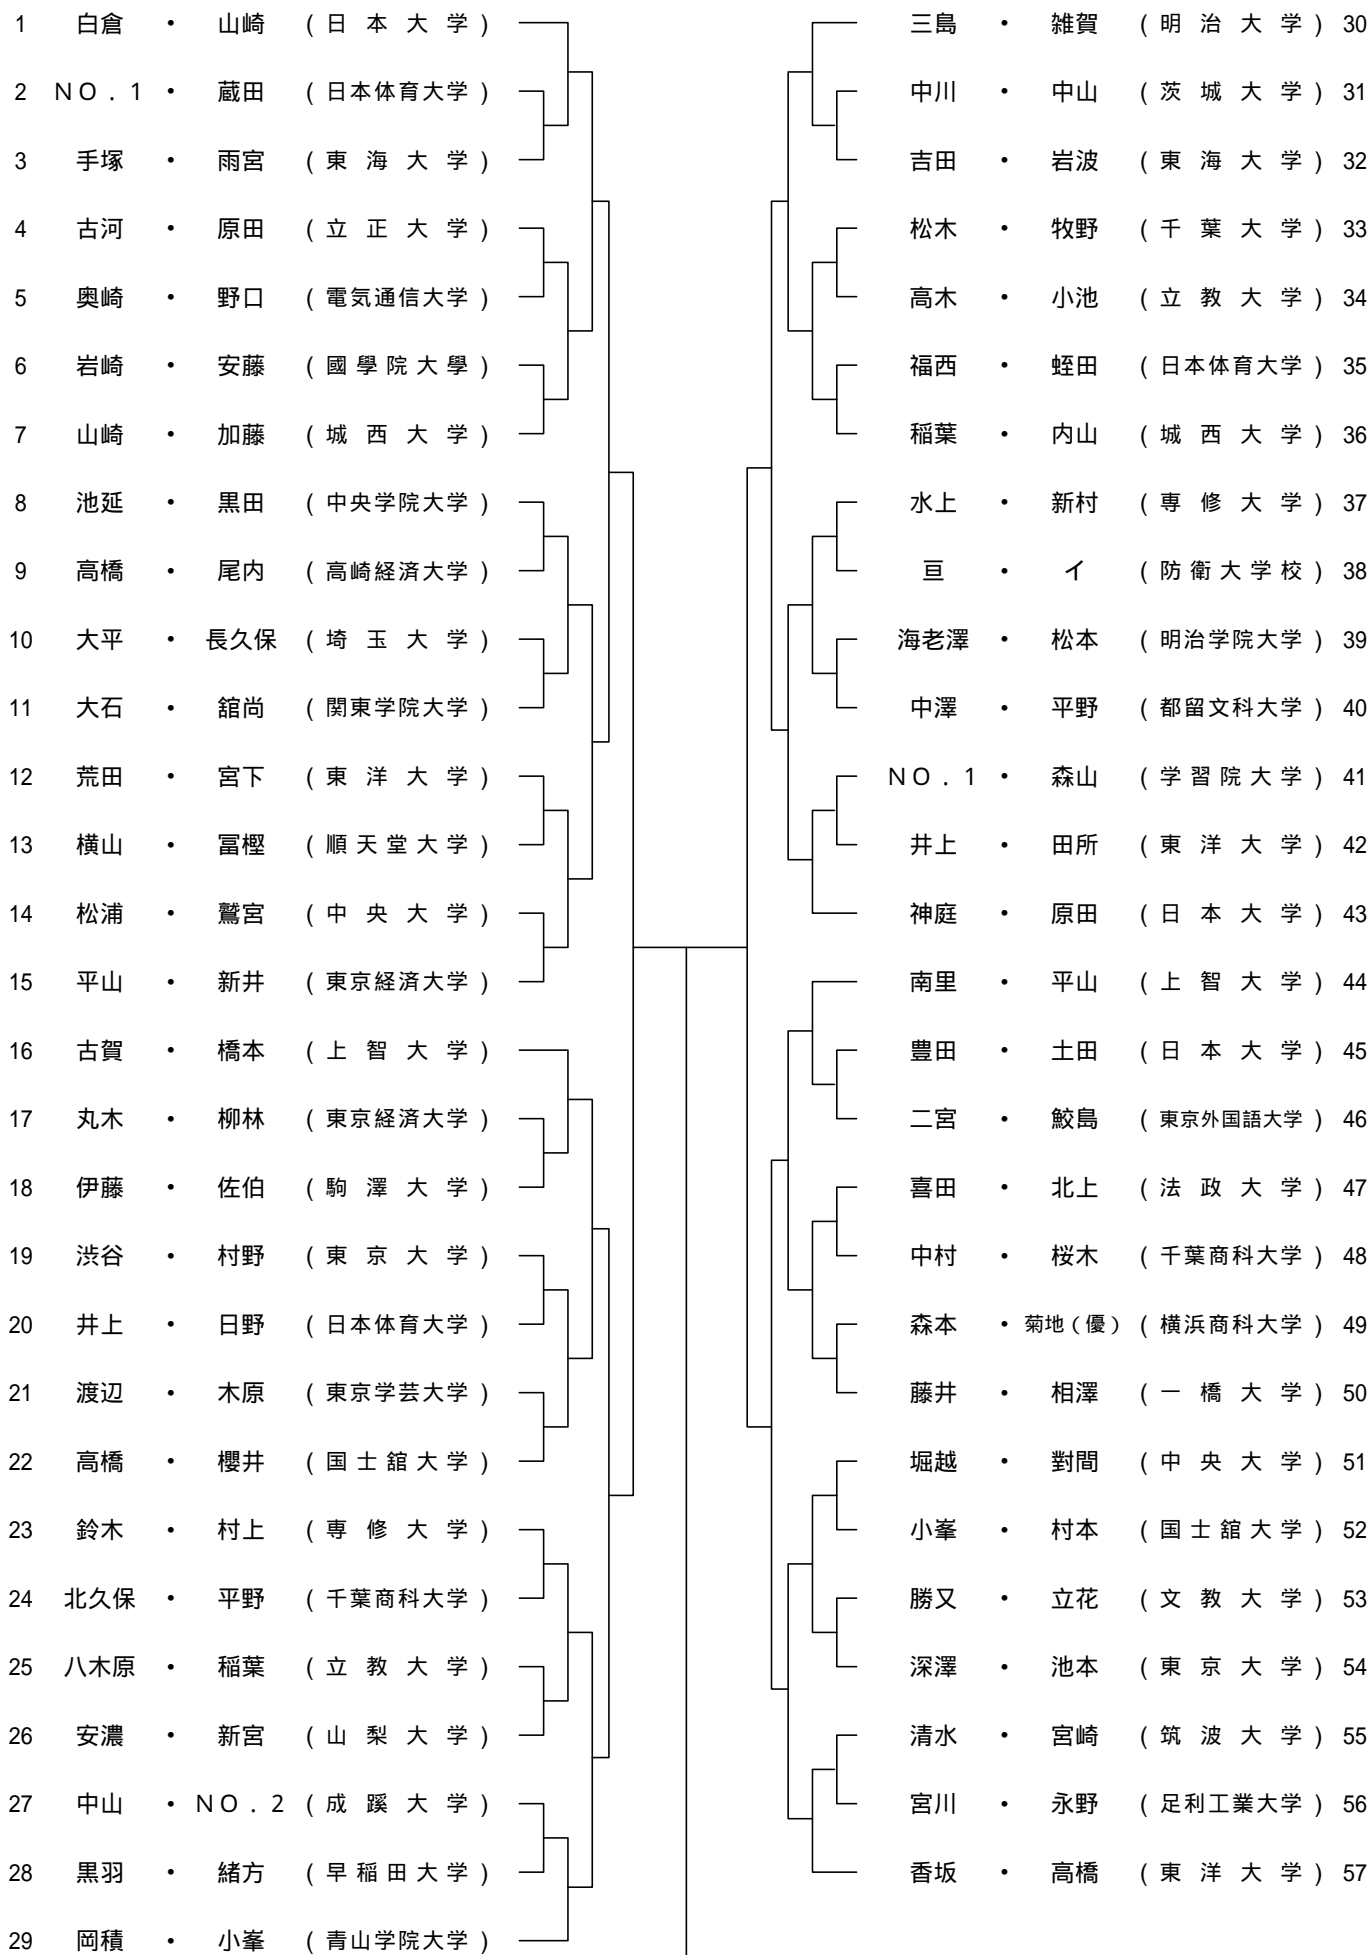 1 白倉 ・ 山崎 ( 日 本 大 学 )
2 ＮＯ．１ ・ 蔵田 ( 日本体育大学 )
3 手塚 ・ 雨宮 ( 東 海 大 学 )
4 古河 ・ 原田 ( 立 正 大 学 )
5 奥崎 ・ 野口 ( 電気通信大学 )
6 岩崎 ・ 安藤 ( 國學院大學 )
7 山崎 ・ 加藤 ( 城 西 大 学 )
8 池延 ・ 黒田 ( 中央学院大学 )
9 高橋 ・ 尾内 ( 高崎経済大学 )
10 大平 ・ 長久保 ( 埼 玉 大 学 )
11 大石 ・ 舘尚 ( 関東学院大学 )
12 荒田 ・ 宮下 ( 東 洋 大 学 )
13 横山 ・ 冨樫 ( 順天堂大学 )
14 松浦 ・ 鷲宮 ( 中 央 大 学 )
15 平山 ・ 新井 ( 東京経済大学 )
16 古賀 ・ 橋本 ( 上 智 大 学 )
17 丸木 ・ 柳林 ( 東京経済大学 )
18 伊藤 ・ 佐伯 ( 駒 澤 大 学 )
19 渋谷 ・ 村野 ( 東 京 大 学 )
20 井上 ・ 日野 ( 日本体育大学 )
21 渡辺 ・ 木原 ( 東京学芸大学 )
22 高橋 ・ 櫻井 ( 国士舘大学 )
23 鈴木 ・ 村上 ( 専 修 大 学 )
24 北久保 ・ 平野 ( 千葉商科大学 )
25 八木原 ・ 稲葉 ( 立 教 大 学 )
26 安濃 ・ 新宮 ( 山 梨 大 学 )
27 中山 ・ ＮＯ．２ ( 成 蹊 大 学 )
28 黒羽 ・ 緒方 ( 早稲田大学 )
29 岡積 ・ 小峯 ( 青山学院大学 )
三島 ・ 雑賀 ( 明 治 大 学 ) 30
中川 ・ 中山 ( 茨 城 大 学 ) 31
吉田 ・ 岩波 ( 東 海 大 学 ) 32
松木 ・ 牧野 ( 千 葉 大 学 ) 33
高木 ・ 小池 ( 立 教 大 学 ) 34
福西 ・ 蛭田 ( 日本体育大学 ) 35
稲葉 ・ 内山 ( 城 西 大 学 ) 36
水上 ・ 新村 ( 専 修 大 学 ) 37
亘 ・ イ ( 防衛大学校 ) 38
海老澤 ・ 松本 ( 明治学院大学 ) 39
中澤 ・ 平野 ( 都留文科大学 ) 40
ＮＯ．１ ・ 森山 ( 学習院大学 ) 41
井上 ・ 田所 ( 東 洋 大 学 ) 42
神庭 ・ 原田 ( 日 本 大 学 ) 43
南里 ・ 平山 ( 上 智 大 学 ) 44
豊田 ・ 土田 ( 日 本 大 学 ) 45
二宮 ・ 鮫島 ( 東京外国語大学 ) 46
喜田 ・ 北上 ( 法 政 大 学 ) 47
中村 ・ 桜木 ( 千葉商科大学 ) 48
森本 ・ 菊地（優） ( 横浜商科大学 ) 49
藤井 ・ 相澤 ( 一 橋 大 学 ) 50
堀越 ・ 對間 ( 中 央 大 学 ) 51
小峯 ・ 村本 ( 国士舘大学 ) 52
勝又 ・ 立花 ( 文 教 大 学 ) 53
深澤 ・ 池本 ( 東 京 大 学 ) 54
清水 ・ 宮崎 ( 筑 波 大 学 ) 55
宮川 ・ 永野 ( 足利工業大学 ) 56
香坂 ・ 高橋 ( 東 洋 大 学 ) 57